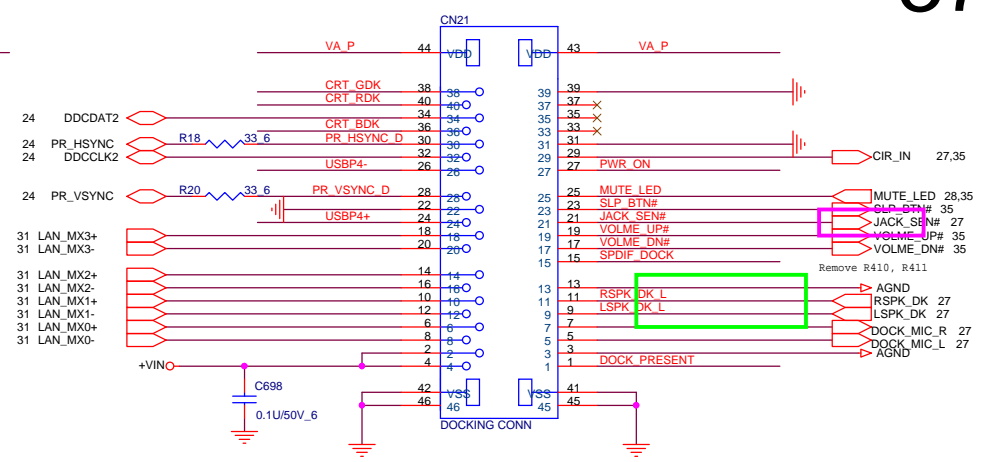 CN21
VA_P 44 VDD VDD 43 VA_P
CRT_GDK 38 38 39 39
CRT_RDK 40 40 37 37
24 DDCDAT2 34 34 35 35
CRT_BDK 36 36 33 33
24 PR_HSYNC R18 33_6 PR_HSYNC_D 30 30 31 31
24 DDCCLK2 32 32 29 29 CIR_IN 27,35
USBP4- 26 26 27 27 PWR_ON
24 PR_VSYNC R20 33_6 PR_VSYNC_D 28 28 25 25 MUTE_LED MUTE_LED 28,35
22 22 23 23 SLP_BTN# SLP_BTN# 35
USBP4+ 24 24 21 21 JACK_SEN# JACK_SEN# 27
31 LAN_MX3+ 18 18 19 19 VOLME_UP# VOLME_UP# 35
31 LAN_MX3- 20 20 17 17 VOLME_DN# VOLME_DN# 35
15 15 SPDIF_DOCK
Remove R410, R411
31 LAN_MX2+ 14 14 13 13 AGND
31 LAN_MX2- 16 16 11 11 RSPK_DK_L RSPK_DK 27
31 LAN_MX1+ 10 10 9 9 LSPK_DK_L LSPK_DK 27
31 LAN_MX1- 12 12 7 7 DOCK_MIC_R 27
31 LAN_MX0+ 6 6 5 5 DOCK_MIC_L 27
31 LAN_MX0- 8 8 3 3 AGND
2 2 1 1 DOCK_PRESENT
+VIN 4 4
C698
0.1U/50V_6
42 VSS VSS 41
46 46 45 45
DOCKING CONN